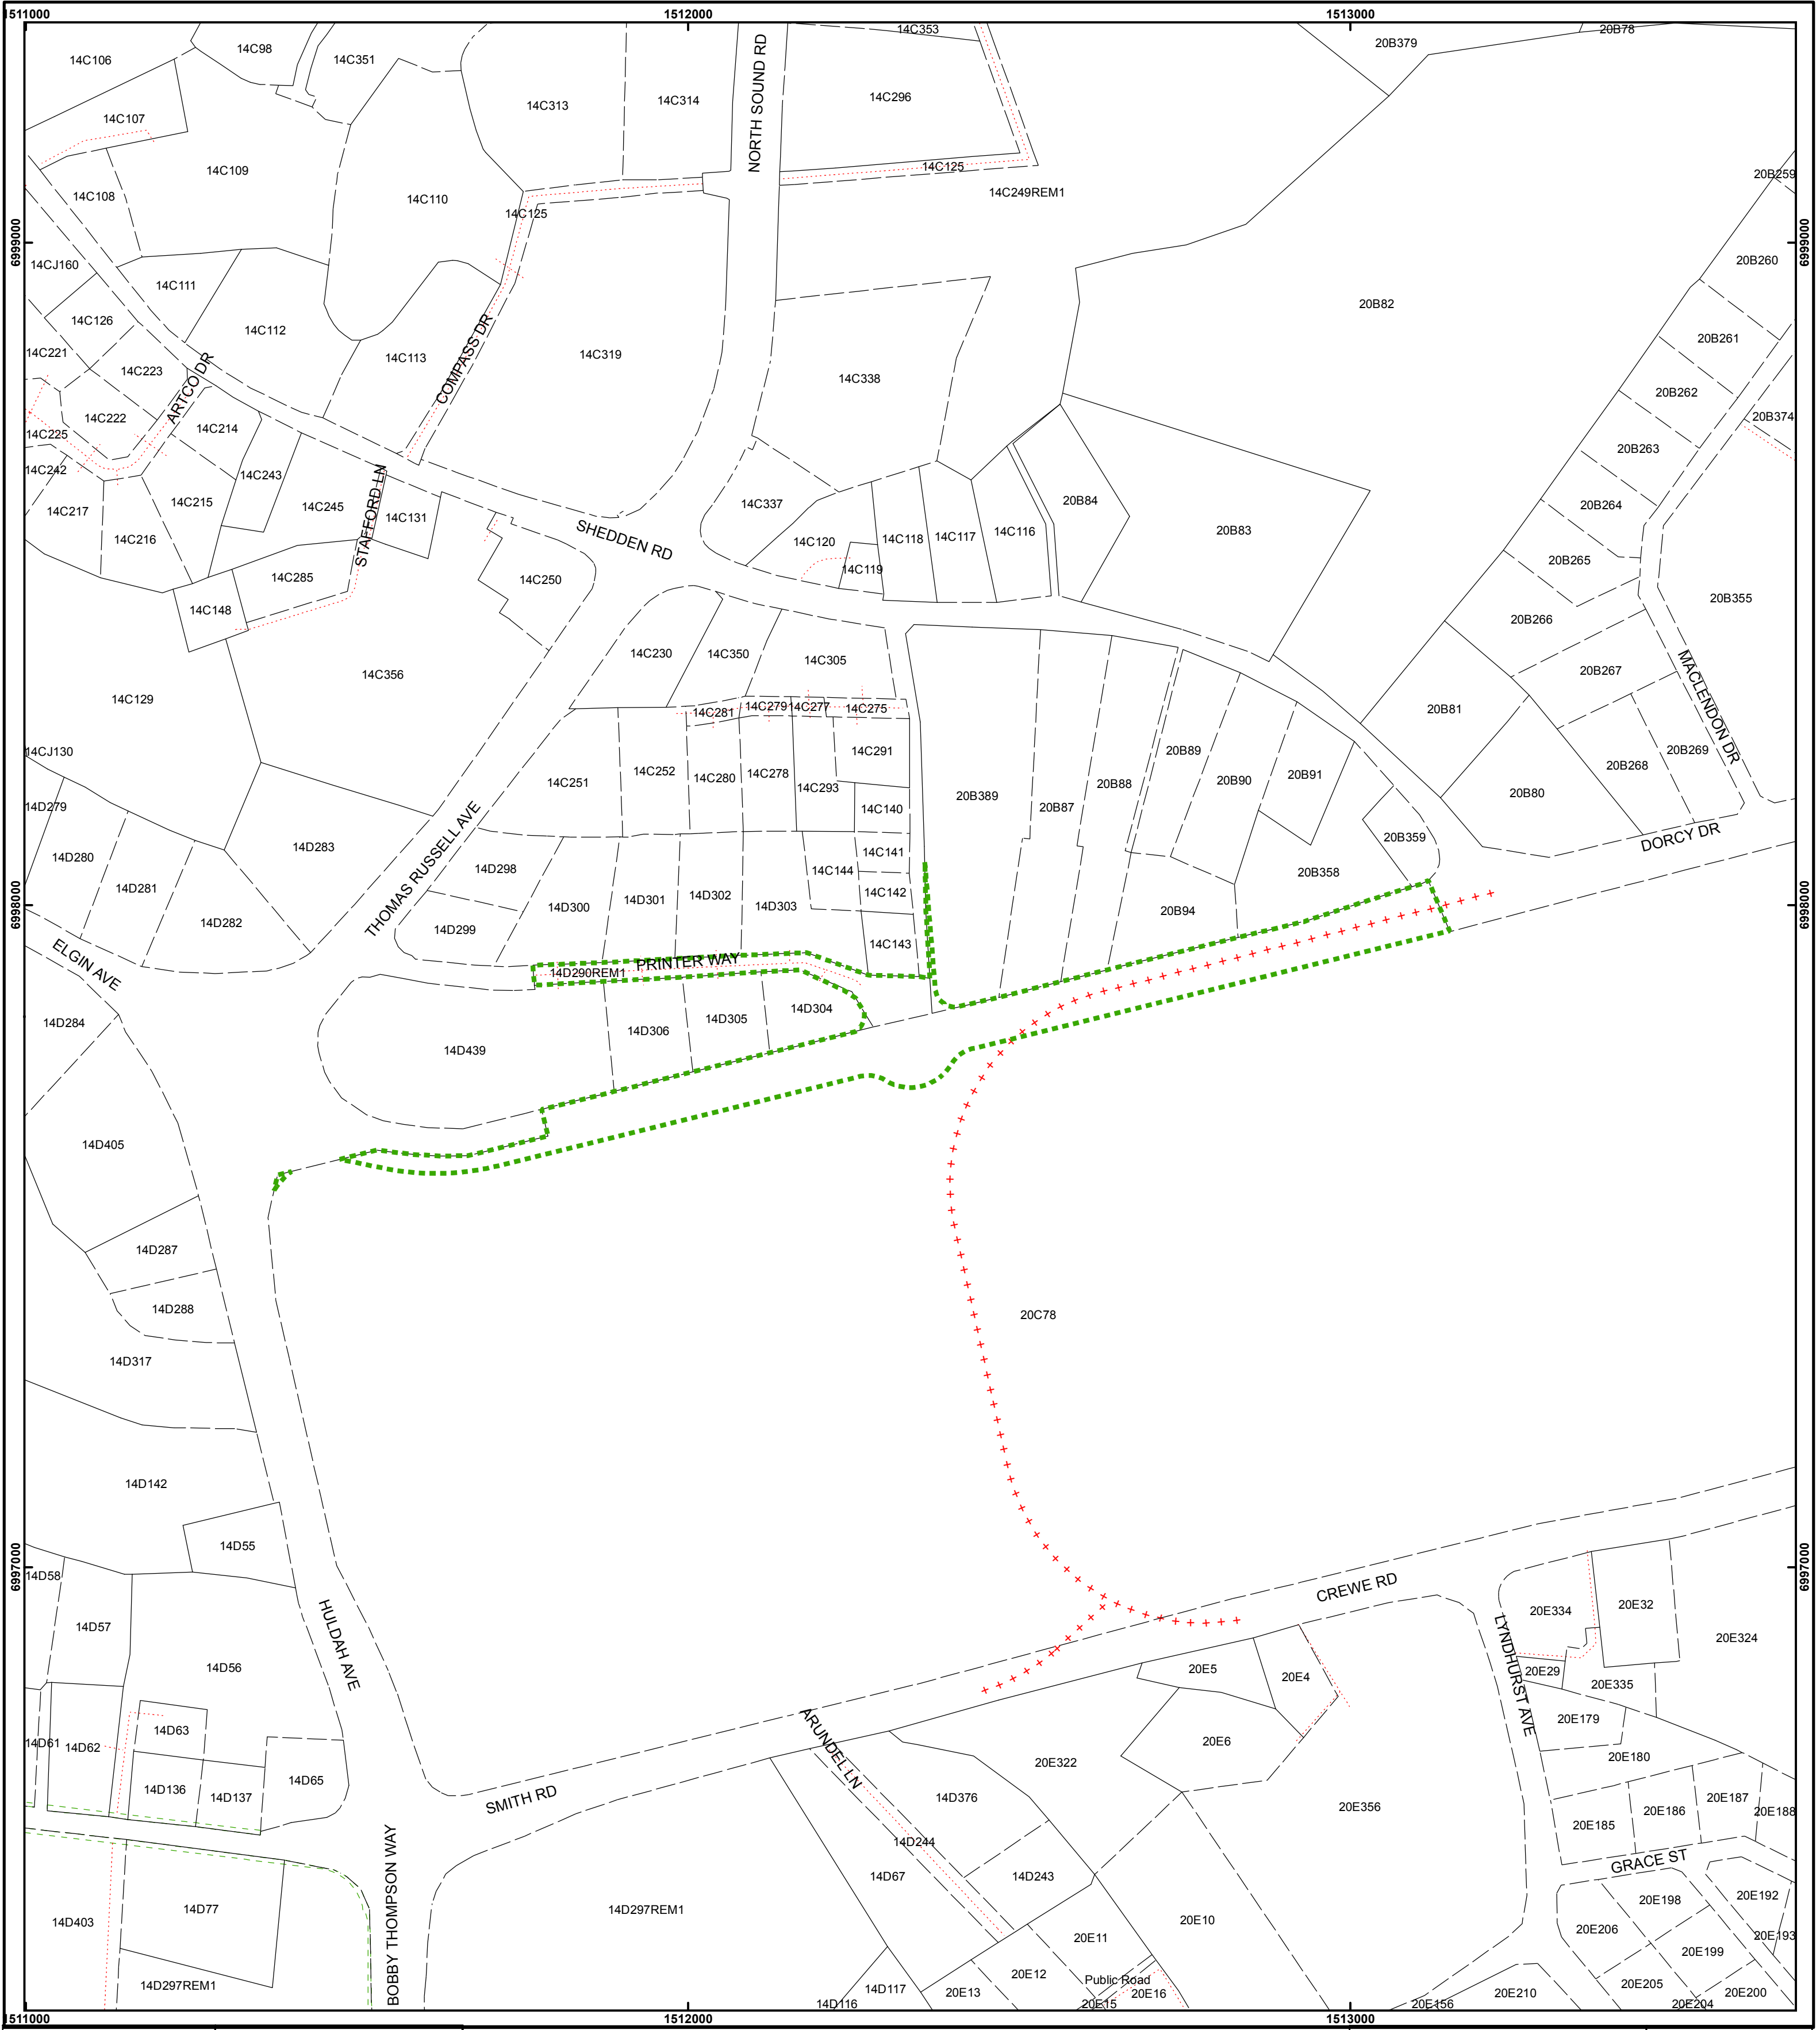 1511000 1512000 1513000
14C353 20B379 20B78
14C98 14C106 14C351
NORTH SOUND RD
14C313 14C314 14C296
14C107
14C109 14C125 20B259
14C108 14C110 14C249REM1
14C125
6999000 6999000
14CJ160 20B260
14C111 20B82
14C126 14C112 20B261
14C221 14C113 COMPASS DR 14C319
14C223 14C338
ARTCO DR 20B262
14C222 14C214 20B374
14C225 20B263
14C242 14C243
14C217 14C215 14C245 STAFFORD LN 14C131 14C337 20B84 20B264
14C216 SHEDDEN RD 14C120 14C118 14C117 14C116 20B83
14C119 20B265
14C285 14C250
14C148 20B355
20B266
14C230 14C350 14C305
14C356 20B267
14C129 MACLENDON DR
14C281 14C279 14C277 14C275 20B81
14CJ130 14C291 20B89 20B269
14C251 14C252 14C280 14C278 14C293 20B389 20B88 20B90 20B91 20B268
14D279 14C140 20B87 20B80
THOMAS RUSSELL AVE 20B359 DORCY DR
14D283
14D280 14C141
14D298 14C144 20B358
14D281 14C142
14D300 14D301 14D302 14D303
6998000 6998000
14D282 14D299 20B94
14C143
ELGIN AVE 14D290REM1 PRINTER WAY
14D284 14D306 14D305 14D304
14D439
14D405
14D287
14D288 20C78
14D317
14D142
14D55
14D58 6997000 6997000
CREWE RD
14D57 20E334 20E32
HULDAH AVE 14D56 20E324
LYNDHURST AVE
20E5 20E4 20E29 20E335
14D63 20E179
14D61 14D62 ARUNDEL LN 20E6 20E180
14D136 14D137 14D65 20E322
SMITH RD 14D376 20E356 20E187
20E185 20E186 20E188
14D244
BOBBY THOMPSON WAY 14D67 14D243 GRACE ST
14D77 14D297REM1 20E198 20E192
14D403 20E10 20E206 20E193
20E11 20E199
20E12 Public Road 20E205
14D297REM1 14D117 20E13 20E16 20E210 20E200
14D116 20E15 20E156 20E204
1511000 1512000 1513000